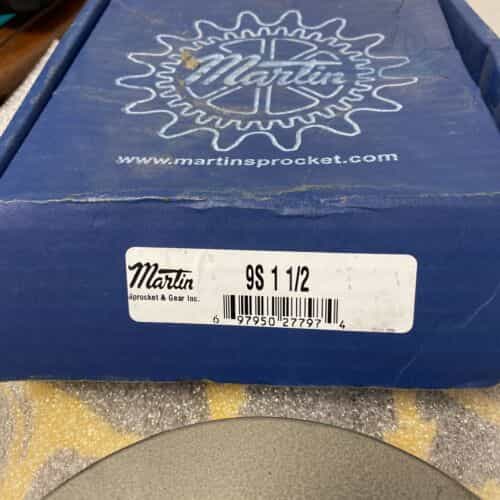 Martin
www.martinsprocket.com
Martin 9S 1 1/2
Sprocket & Gear Inc.
6 97950 27797 4